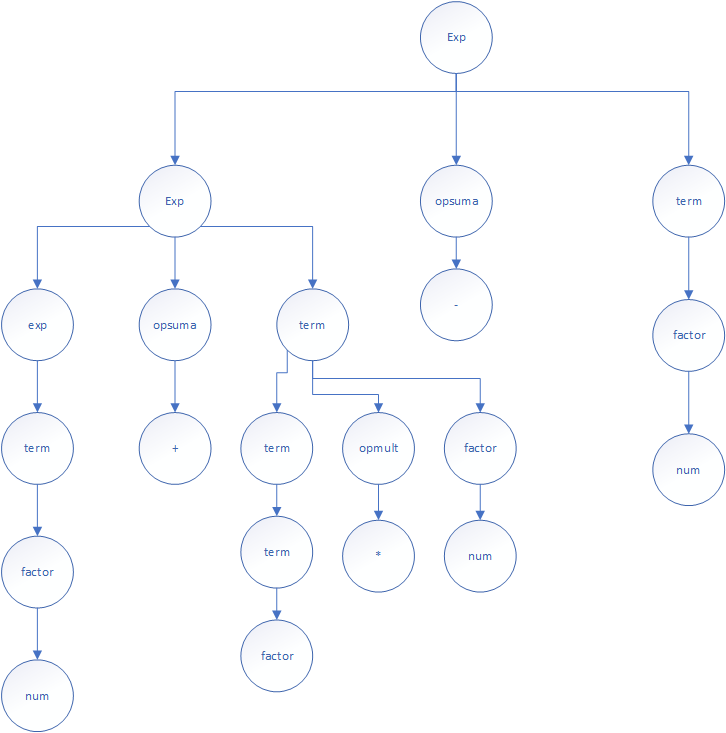 Exp
Exp
opsuma
term
exp
opsuma
term
-
factor
term
+
term
opmult
factor
num
factor
term
*
num
num
factor